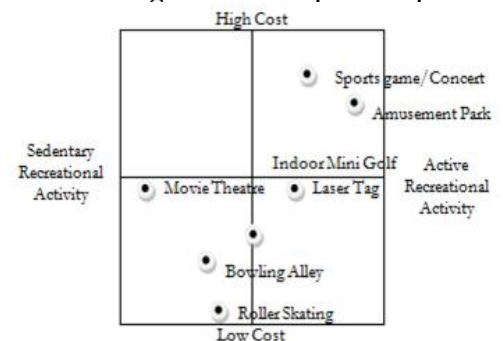 High Cost
Sports game/Concert
Amusement Park
Sedentary
Recreational
Activity
Indoor Mini Golf
Active
Recreational
Activity
Movie Theatre
Laser Tag
Bowling Alley
Roller Skating
Low Cost